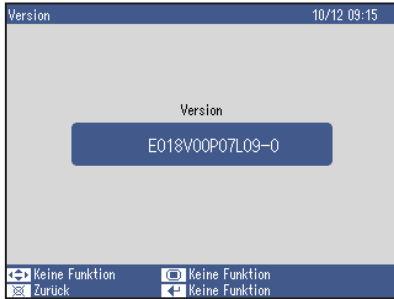 Version 10/12 09:15
Version
E018V00P07L09-0
Keine Funktion Keine Funktion
Zurück Keine Funktion